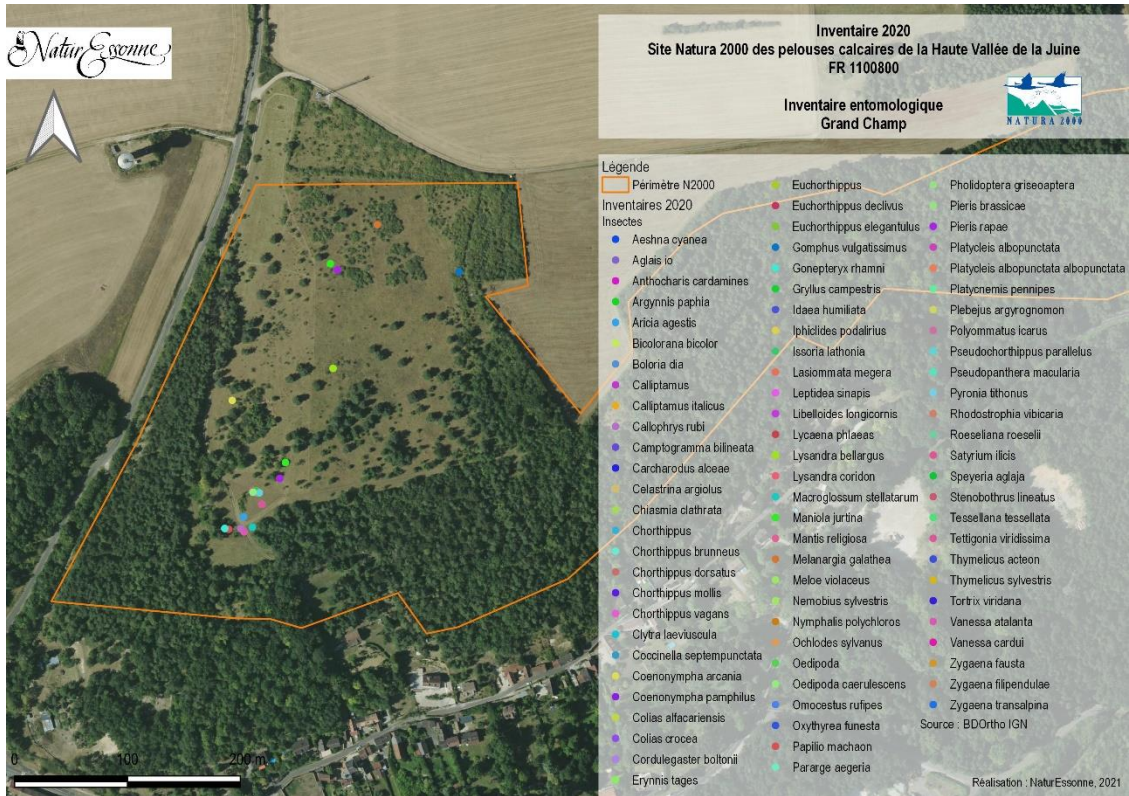 NaturEssonne
Inventaire 2020
Site Natura 2000 des pelouses calcaires de la Haute Vallée de la Juine
FR 1100800
Inventaire entomologique
Grand Champ
NATURA 2000
Légende
Périmètre N2000
Inventaires 2020
Insectes
Aeshna cyanea
Aglais io
Anthocharis cardamines
Argynnis paphia
Aricia agestis
Bicolorana bicolor
Boloria dia
Calliptamus
Calliptamus italicus
Callophrys rubi
Camptogramma bilineata
Carcharodus alceae
Celastrina argiolus
Chiasmia clathrata
Chorthippus
Chorthippus brunneus
Chorthippus dorsatus
Chorthippus mollis
Chorthippus vagans
Clytra laeviuscula
Coccinella septempunctata
Coenonympha arcania
Coenonympha pamphilus
Colias alfacariensis
Colias crocea
Cordulegaster boltonii
Erynnis tages
Euchorthippus
Euchorthippus declivus
Euchorthippus elegantulus
Gomphus vulgatissimus
Gonepteryx rhamni
Gryllus campestris
Idaea humiliata
Iphiclides podalirius
Issoria lathonia
Lasiommata megera
Leptidea sinapis
Libelloides longicornis
Lycaena phlaeas
Lysandra bellargus
Lysandra coridon
Macroglossum stellatarum
Maniola jurtina
Mantis religiosa
Melanargia galathea
Meloe violaceus
Nemobius sylvestris
Nymphalis polychloros
Ochlodes sylvanus
Oedipoda
Oedipoda caerulescens
Omocestus rufipes
Oxythyrea funesta
Papilio machaon
Pararge aegeria
Pholidoptera griseoaptera
Pieris brassicae
Pieris rapae
Platycleis albopunctata
Platycleis albopunctata albopunctata
Platycnemis pennipes
Plebejus argyrognomon
Polyommatus icarus
Pseudochorthippus parallelus
Pseudopanthera macularia
Pyronia tithonus
Rhodostrophia vibicaria
Roeseliana roeselii
Satyrium ilicis
Speyeria aglaja
Stenobothrus lineatus
Tessellana tessellata
Tettigonia viridissima
Thymelicus acteon
Thymelicus sylvestris
Tortrix viridana
Vanessa atalanta
Vanessa cardui
Zygaena fausta
Zygaena filipendulae
Zygaena transalpina
Source : BDOrtho IGN
Réalisation : NaturEssonne, 2021
0 100 200 m